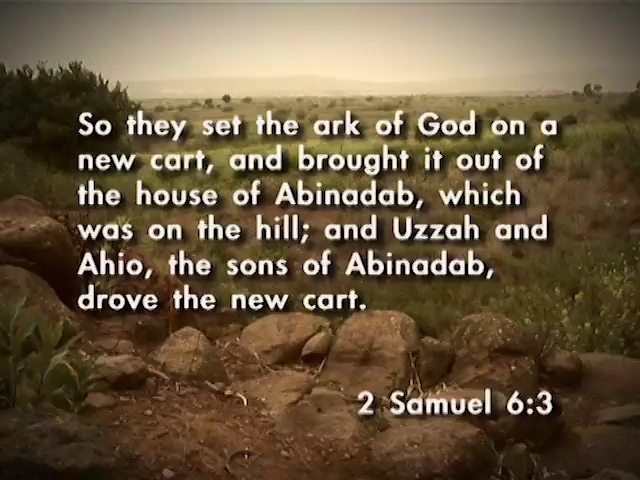 So they set the ark of God on a
new cart, and brought it out of
the house of Abinadab, which
was on the hill; and Uzzah and
Ahio, the sons of Abinadab,
drove the new cart.
2 Samuel 6:3